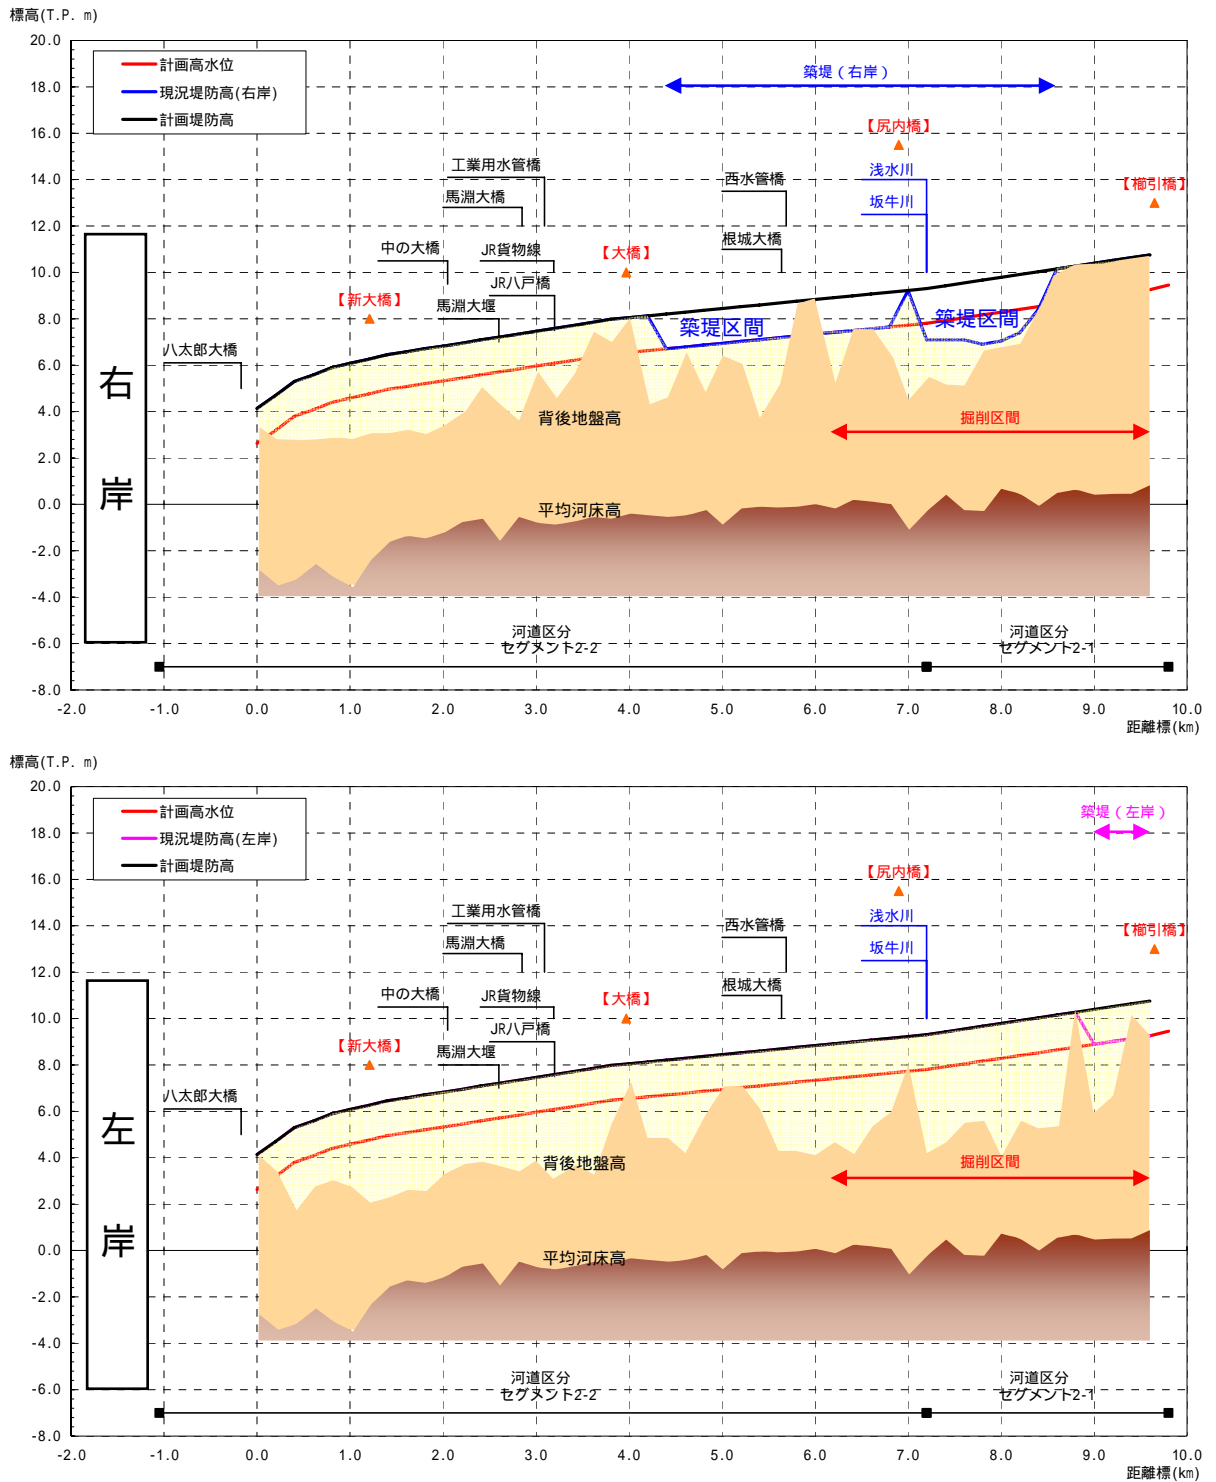 標高(T.P. m)
20.0
18.0
16.0
14.0
12.0
10.0
8.0
6.0
4.0
2.0
0.0
-2.0
-4.0
-6.0
-8.0
計画高水位
現況堤防高(右岸)
計画堤防高
築堤（右岸）
【尻内橋】
工業用水管橋
馬淵大橋
西水管橋
浅水川
坂牛川
【櫛引橋】
中の大橋
JR貨物線
【大橋】
根城大橋
【新大橋】
JR八戸橋
馬淵大堰
八太郎大橋
築堤区間
築堤区間
右
岸
背後地盤高
掘削区間
平均河床高
河道区分
セグメント2-2
河道区分
セグメント2-1
-2.0 -1.0 0.0 1.0 2.0 3.0 4.0 5.0 6.0 7.0 8.0 9.0 10.0
距離標(km)
標高(T.P. m)
20.0
18.0
16.0
14.0
12.0
10.0
8.0
6.0
4.0
2.0
0.0
-2.0
-4.0
-6.0
-8.0
計画高水位
現況堤防高(左岸)
計画堤防高
築堤（左岸）
【尻内橋】
工業用水管橋
馬淵大橋
西水管橋
浅水川
坂牛川
【櫛引橋】
中の大橋
JR貨物線
【大橋】
根城大橋
【新大橋】
JR八戸橋
馬淵大堰
八太郎大橋
左
岸
背後地盤高
掘削区間
平均河床高
河道区分
セグメント2-2
河道区分
セグメント2-1
-2.0 -1.0 0.0 1.0 2.0 3.0 4.0 5.0 6.0 7.0 8.0 9.0 10.0
距離標(km)